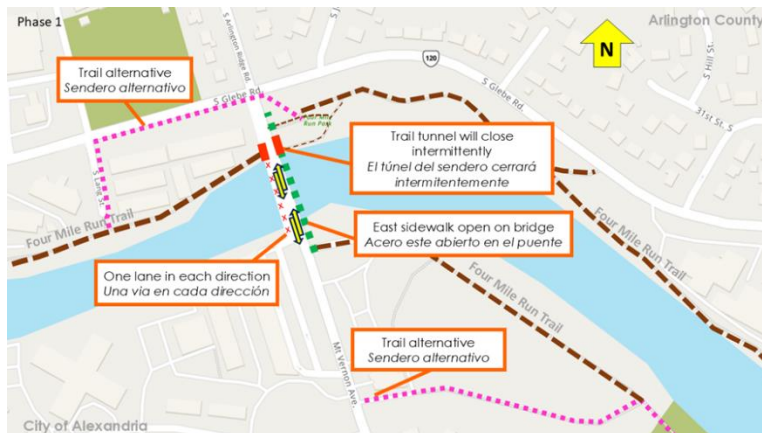 Phase 1
Arlington County
N
S Arlington Ridge Rd.
120
S Glebe Rd
S Glebe Rd.
S Hill St.
31st St. S
Trail alternative
Sendero alternativo
S Lang St
Trail tunnel will close
intermittently
El túnel del sendero cerrará
intermitentemente
Four Mile Run Trail
East sidewalk open on bridge
Acero este abierto en el puente
One lane in each direction
Una via en cada dirección
Four Mile Run Trail
Four Mile Run Trail
Mt Vernon Ave.
Trail alternative
Sendero alternativo
City of Alexandria